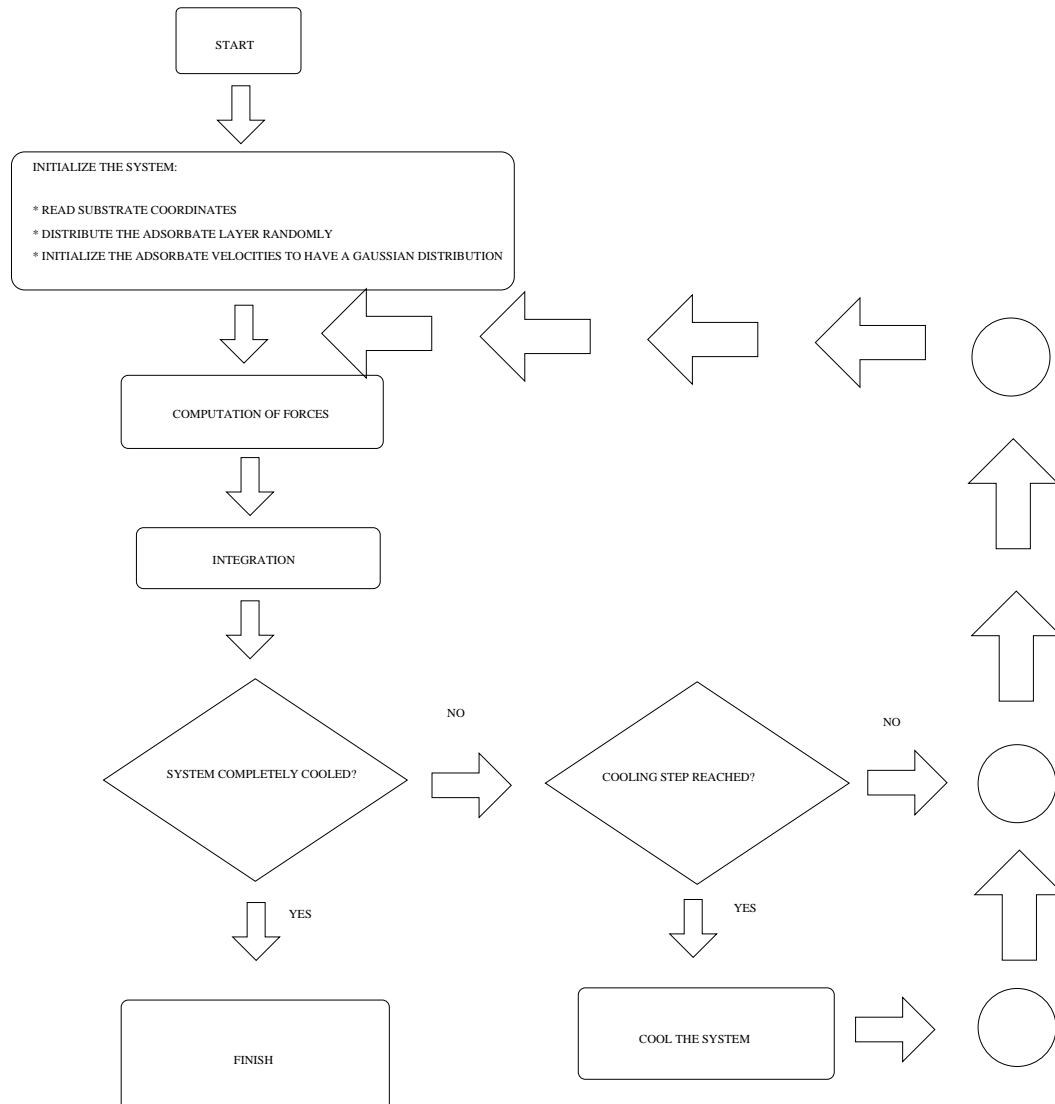 START
INITIALIZE THE SYSTEM:
* READ SUBSTRATE COORDINATES
* DISTRIBUTE THE ADSORBATE LAYER RANDOMLY
* INITIALIZE THE ADSORBATE VELOCITIES TO HAVE A GAUSSIAN DISTRIBUTION
COMPUTATION OF FORCES
INTEGRATION
NO
NO
SYSTEM COMPLETELY COOLED?
COOLING STEP REACHED?
YES
YES
COOL THE SYSTEM
FINISH